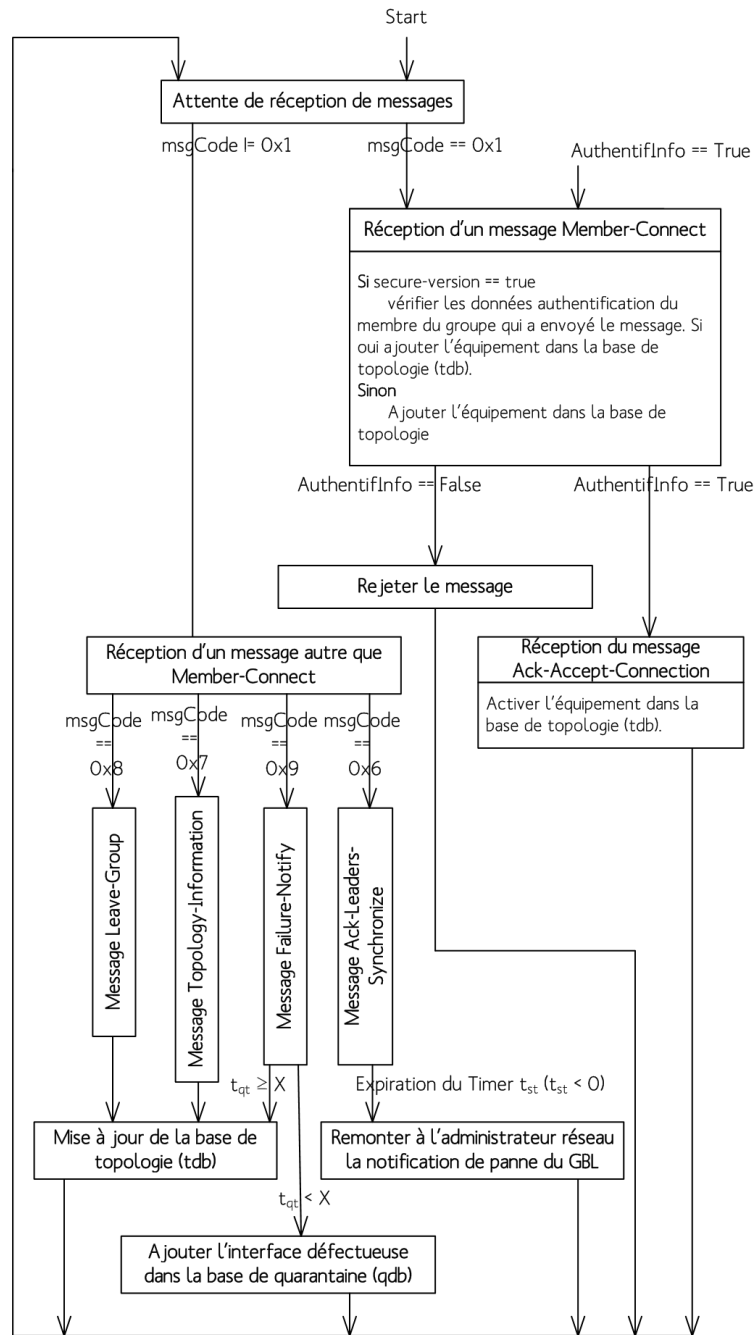 Start
Attente de réception de messages
msgCode != 0x1
msgCode == 0x1
AuthentifInfo == True
Réception d'un message Member-Connect
Si secure-version == true
vérifier les données authentification du
membre du groupe qui a envoyé le message. Si
oui ajouter l'équipement dans la base de
topologie (tdb).
Sinon
Ajouter l'équipement dans la base de
topologie
AuthentifInfo == False
AuthentifInfo == True
Rejeter le message
Réception d'un message autre que
Member-Connect
Réception du message
Ack-Accept-Connection
Activer l'équipement dans la
base de topologie (tdb).
msgCode
==
0x8
msgCode
==
0x7
msgCode
==
0x9
msgCode
==
0x6
Message Leave-Group
Message Topology-Information
Message Failure-Notify
Message Ack-Leaders-
Synchronize
t_qt ≥ X
Expiration du Timer t_st (t_st < 0)
Mise à jour de la base de
topologie (tdb)
Remonter à l'administrateur réseau
la notification de panne du GBL
t_qt < X
Ajouter l'interface défectueuse
dans la base de quarantaine (qdb)